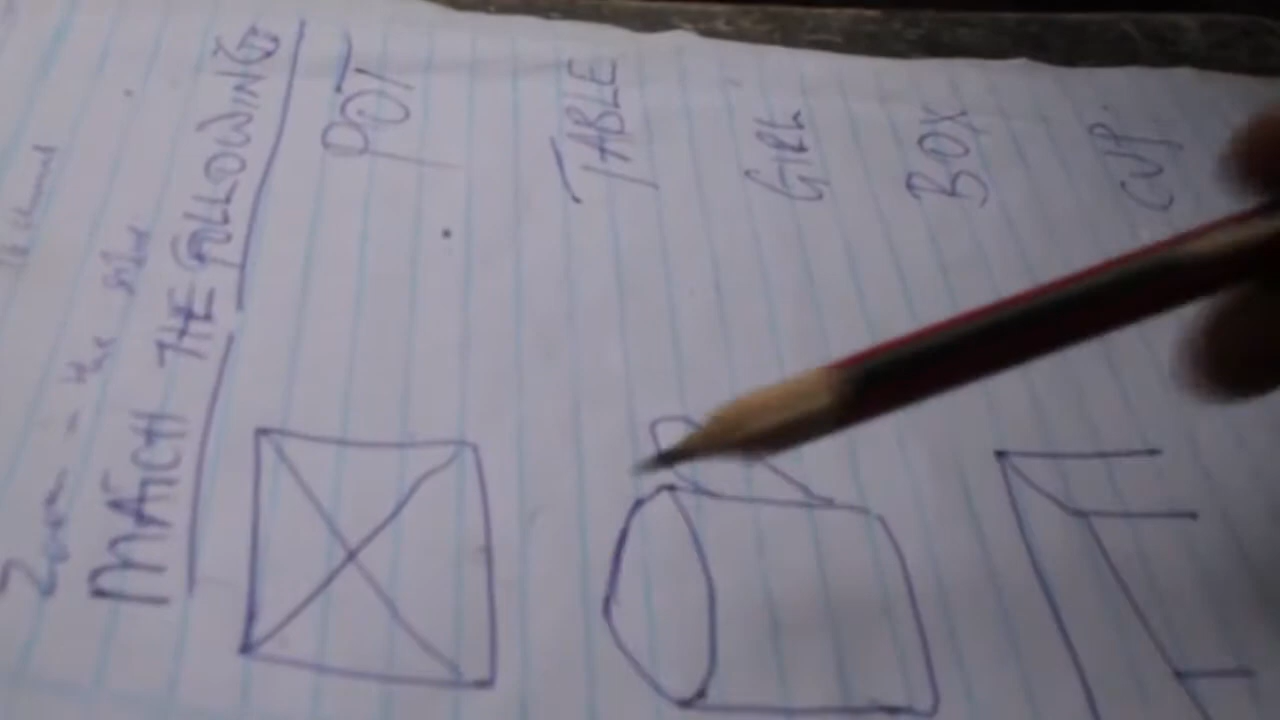 MATCH THE FOLLOWING
POT
TABLE
GIRL
BOX
CUP